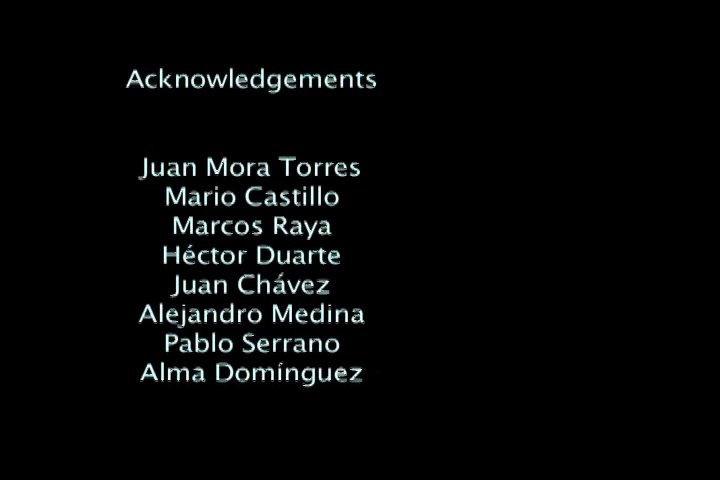 Acknowledgements
Juan Mora Torres
Mario Castillo
Marcos Raya
Héctor Duarte
Juan Chávez
Alejandro Medina
Pablo Serrano
Alma Domínguez